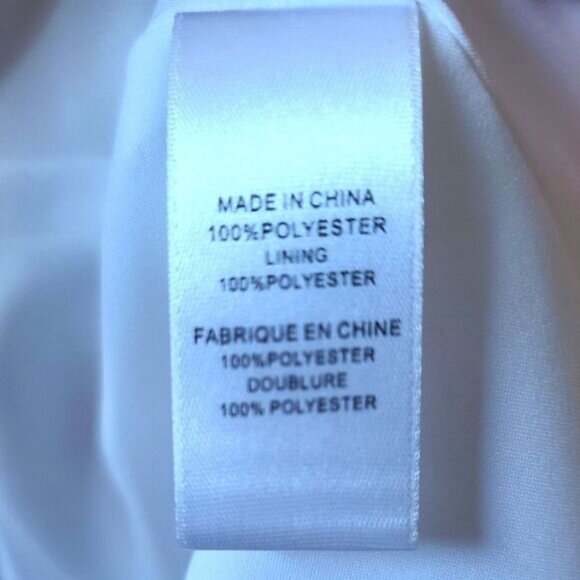 MADE IN CHINA
100%POLYESTER
LINING
100%POLYESTER
FABRIQUE EN CHINE
100%POLYESTER
DOUBLURE
100% POLYESTER